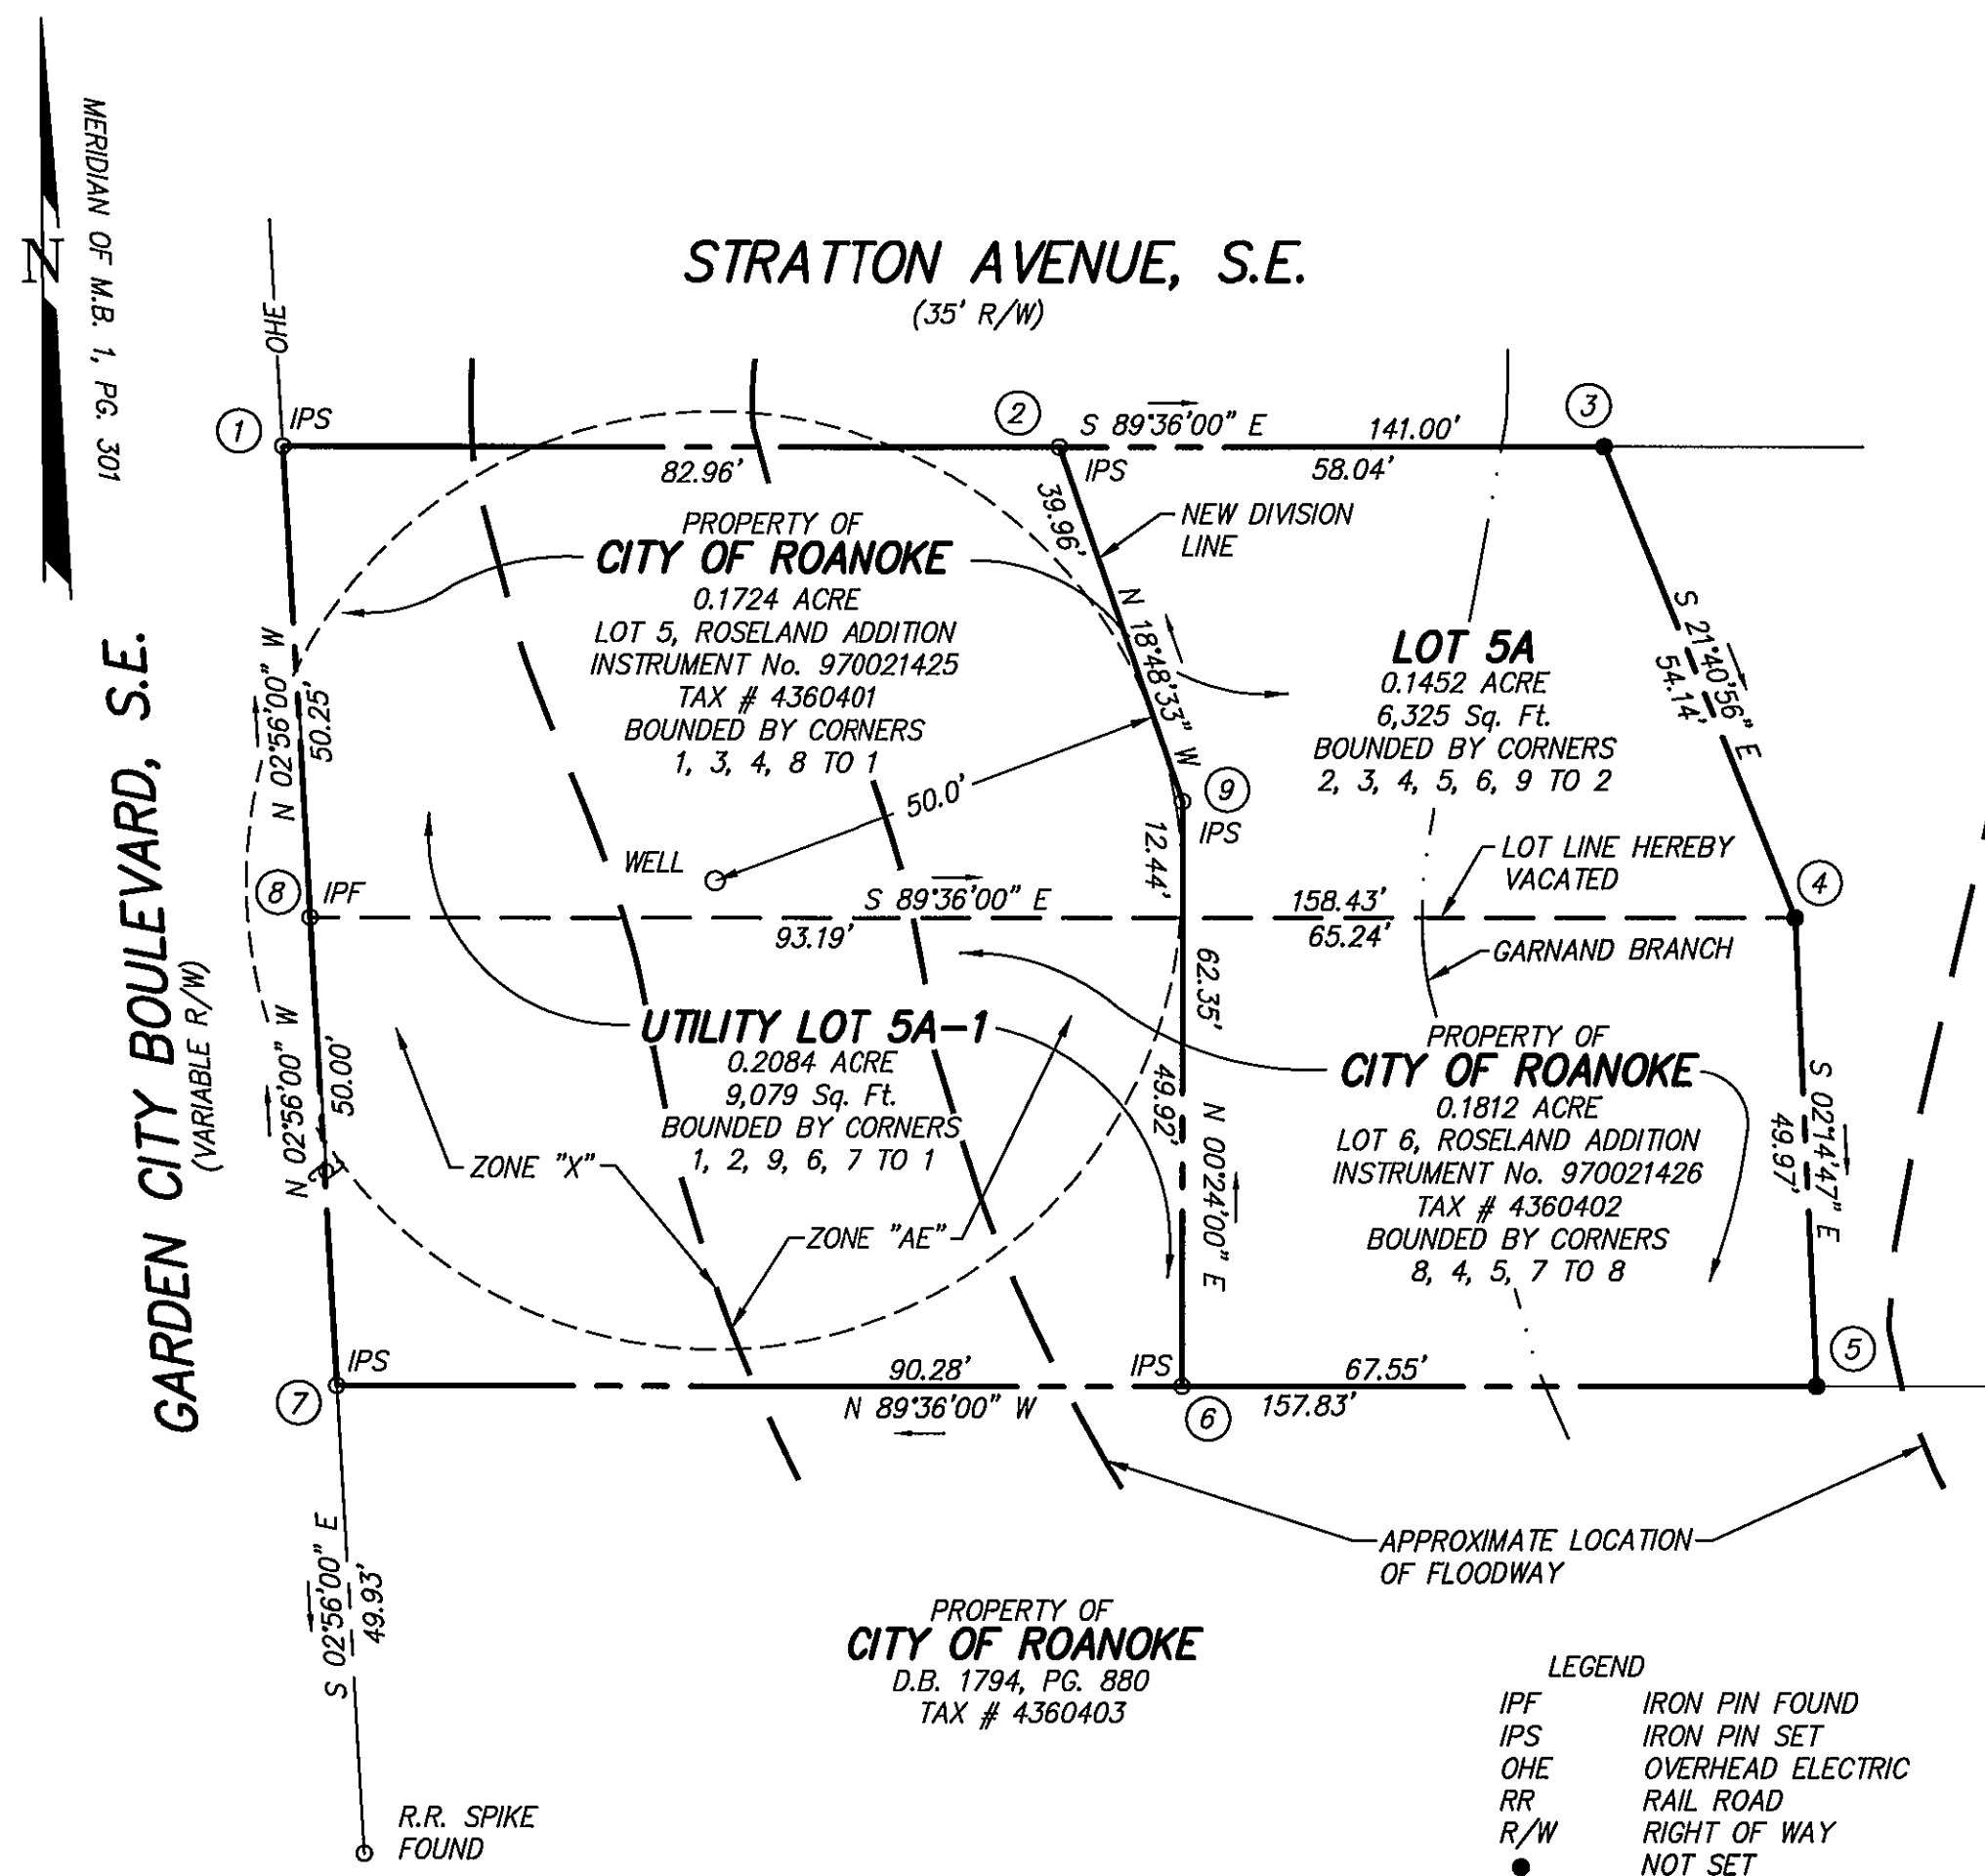 MERIDIAN OF M.B. 1, PG. 301
N
STRATTON AVENUE, S.E.
(35' R/W)
OHE
1
IPS
2
S 89°36'00" E
141.00'
3
82.96'
IPS
58.04'
39.96'
NEW DIVISION
LINE
PROPERTY OF
CITY OF ROANOKE
0.1724 ACRE
LOT 5, ROSELAND ADDITION
INSTRUMENT No. 970021425
TAX # 4360401
BOUNDED BY CORNERS
1, 3, 4, 8 TO 1
N 18°48'33" W
LOT 5A
0.1452 ACRE
6,325 Sq. Ft.
BOUNDED BY CORNERS
2, 3, 4, 5, 6, 9 TO 2
S 21°40'56" E
54.14'
GARDEN CITY BOULEVARD, S.E.
(VARIABLE R/W)
N 02°56'00" W
50.25'
50.0'
9
IPS
12.44'
WELL
LOT LINE HEREBY
VACATED
8
IPF
S 89°36'00" E
158.43'
4
93.19'
65.24'
GARNAND BRANCH
62.35'
N 02°56'00" W
50.00'
UTILITY LOT 5A-1
0.2084 ACRE
9,079 Sq. Ft.
BOUNDED BY CORNERS
1, 2, 9, 6, 7 TO 1
49.92'
N 00°24'00" E
PROPERTY OF
CITY OF ROANOKE
0.1812 ACRE
LOT 6, ROSELAND ADDITION
INSTRUMENT No. 970021426
TAX # 4360402
BOUNDED BY CORNERS
8, 4, 5, 7 TO 8
S 02°14'47" E
49.97'
ZONE "X"
ZONE "AE"
IPS
7
90.28'
N 89°36'00" W
IPS
6
67.55'
157.83'
5
S 02°56'00" E
49.93'
APPROXIMATE LOCATION
OF FLOODWAY
PROPERTY OF
CITY OF ROANOKE
D.B. 1794, PG. 880
TAX # 4360403
R.R. SPIKE
FOUND
LEGEND
IPF IRON PIN FOUND
IPS IRON PIN SET
OHE OVERHEAD ELECTRIC
RR RAIL ROAD
R/W RIGHT OF WAY
● NOT SET